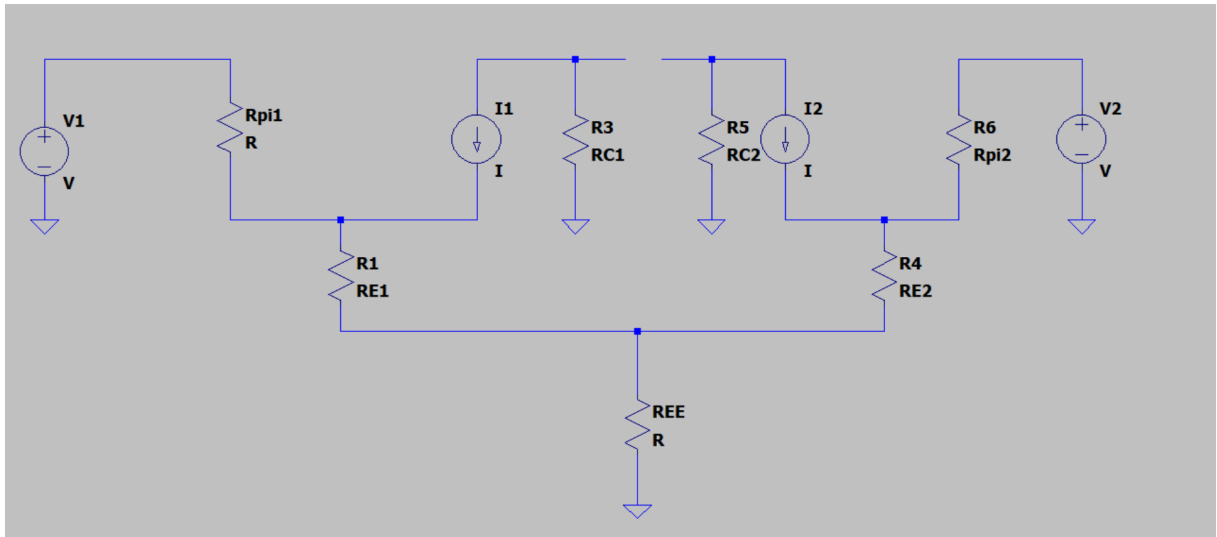 V1
V
Rpi1
R
I1
I
R3
RC1
R5
RC2
I2
I
R6
Rpi2
V2
V
R1
RE1
R4
RE2
REE
R